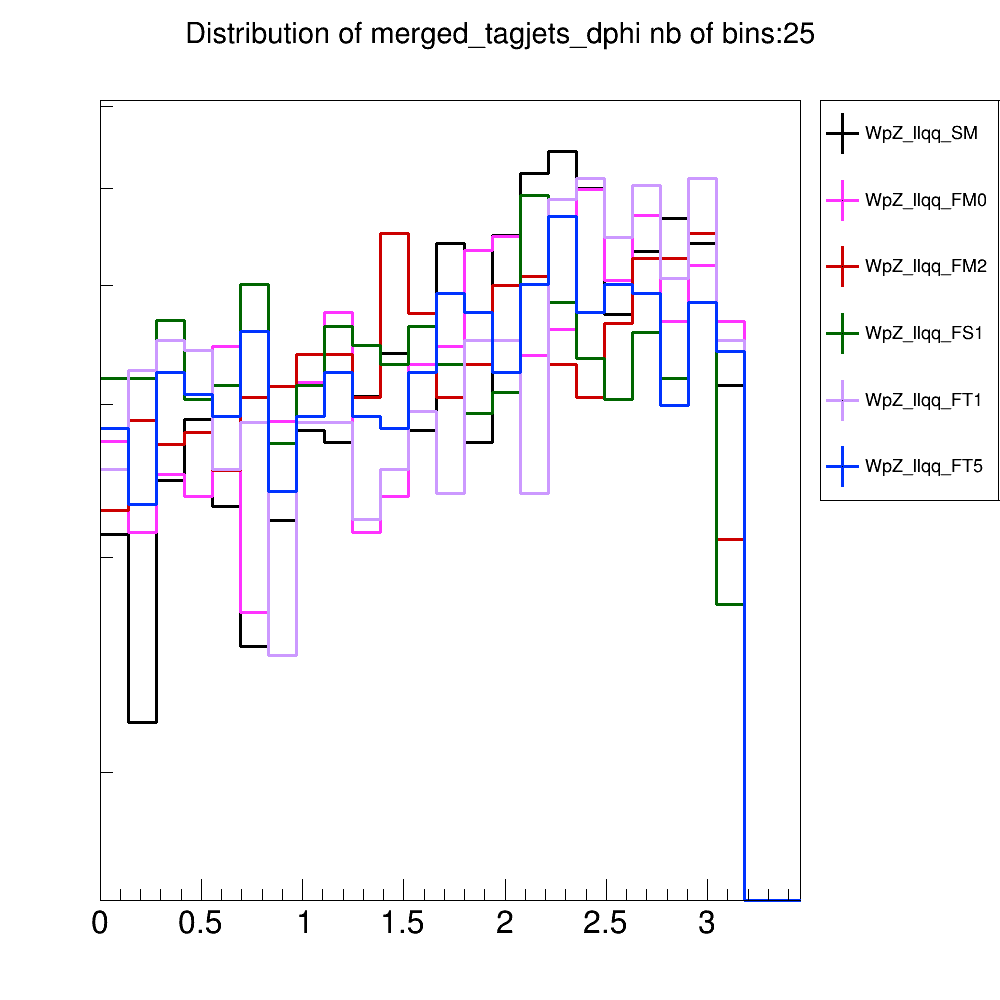 Distribution of merged_tagjets_dphi nb of bins:25
WpZ_llqq_SM
WpZ_llqq_FM0
WpZ_llqq_FM2
WpZ_llqq_FS1
WpZ_llqq_FT1
WpZ_llqq_FT5
0 0.5 1 1.5 2 2.5 3